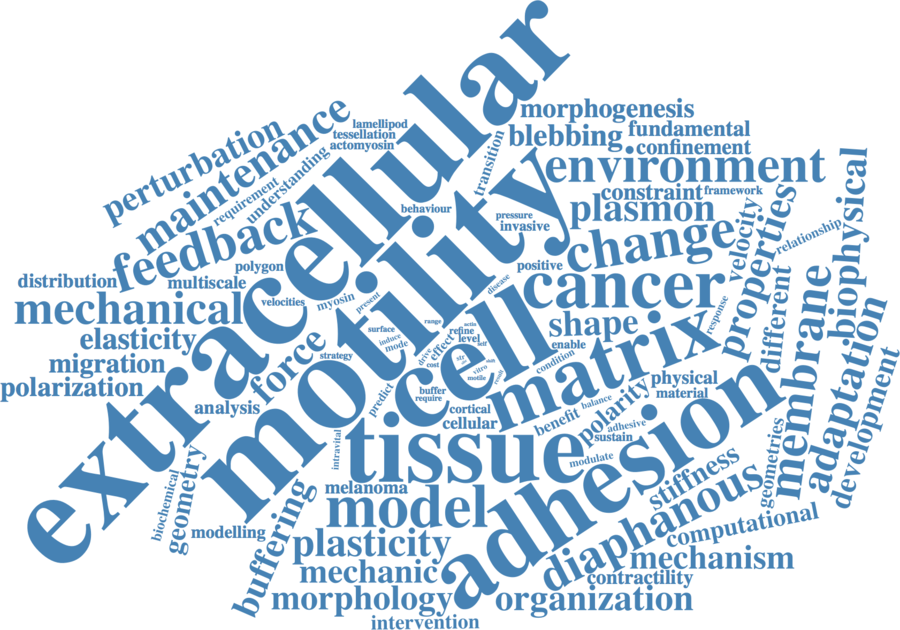 extracellular
motility
cell
adhesion
tissue
matrix
cancer
model
environment
change
membrane
mechanical
feedback
maintenance
perturbation
morphogenesis
blebbing
fundamental
confinement
constraint
framework
plasmon
lamellipod
tessellation
actomyosin
understanding
requirement
transition
behaviour
pressure
invasive
velocity
properties
relationship
biophysical
different
adaptation
development
distribution
multiscale
polygon
positive
disease
elasticity
velocities
myosin
present
migration
force
polarization
analysis
strategy
surface
induce
mode
range
actin
refine
level
self
effect
drive
cost
vitro
motile
result
shape
enable
response
condition
predict
buffer
require
cortical
cellular
benefit
balance
polarity
physical
material
adhesive
sustain
modulate
intravital
biochemical
geometry
modelling
buffering
melanoma
plasticity
mechanic
morphology
intervention
organization
diaphanous
stiffness
geometries
computational
mechanism
contractility